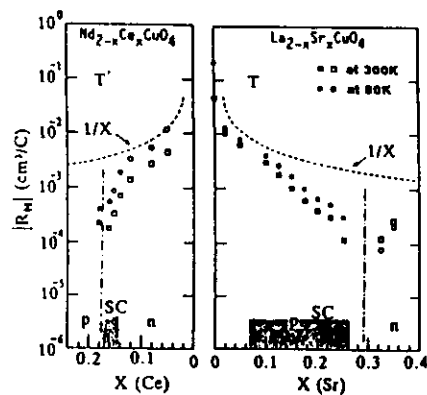 Nd2-xCexCuO4
La2-xSrxCuO4
|RH| (cm³/C)
10⁰
10⁻¹
10⁻²
10⁻³
10⁻⁴
10⁻⁵
10⁻⁶
T'
1/X
SC
p
n
0.2
0.1
0
X (Ce)
T
at 300K
at 80K
1/X
SC
p
n
0
0.1
0.2
0.3
0.4
X (Sr)